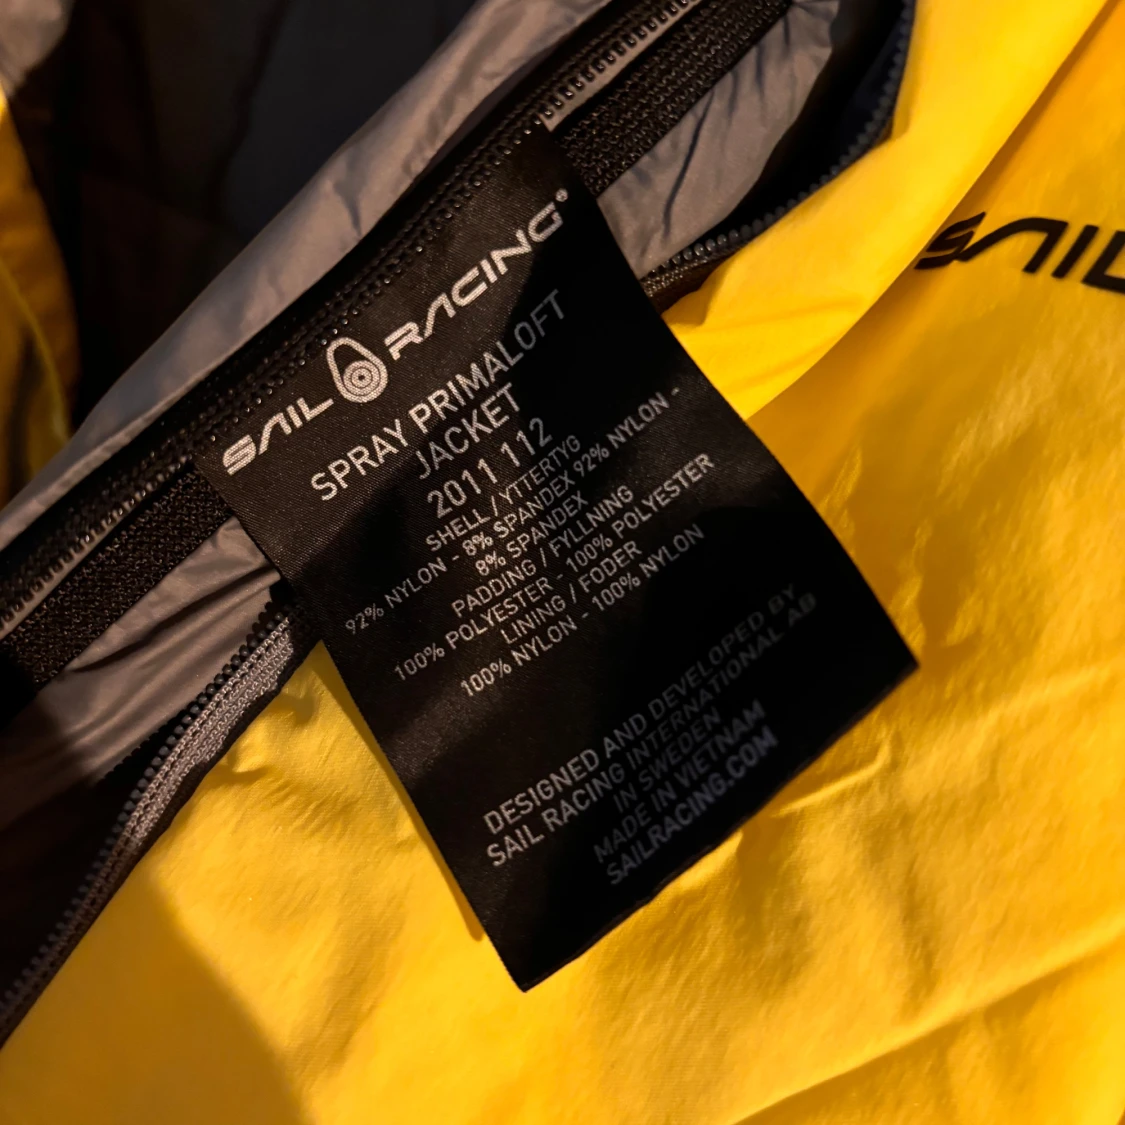 SAIL RACING®
SPRAY PRIMALOFT
JACKET
2011 112
SHELL / YTTERTYG
92% NYLON - 8% SPANDEX 92% NYLON -
8% SPANDEX
PADDING / FYLLNING
100% POLYESTER - 100% POLYESTER
LINING / FODER
100% NYLON - 100% NYLON
DESIGNED AND DEVELOPED BY
SAIL RACING INTERNATIONAL AB
IN SWEDEN
MADE IN VIETNAM
SAILRACING.COM
SAIL